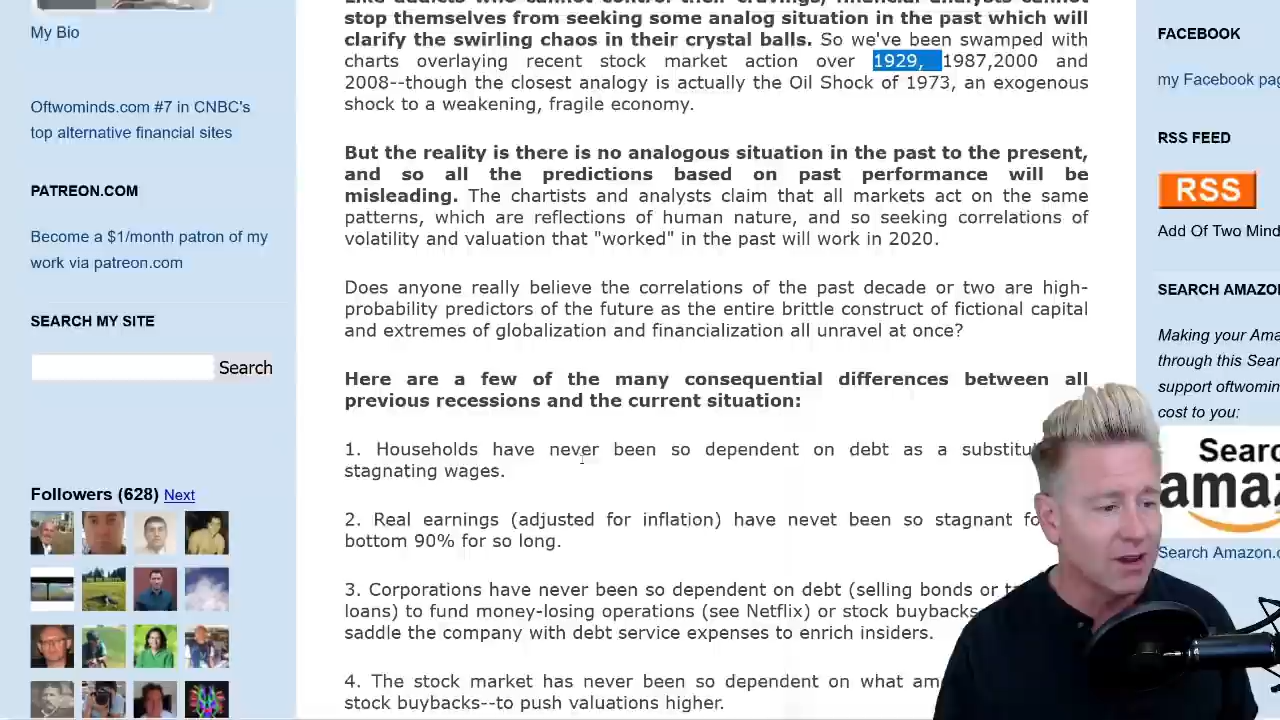 My Bio
Oftwominds.com #7 in CNBC's
top alternative financial sites
PATREON.COM
Become a $1/month patron of my
work via patreon.com
SEARCH MY SITE
Search
Followers (628) Next
Like addicts who cannot control their cravings, financial analysts cannot
stop themselves from seeking some analog situation in the past which will
clarify the swirling chaos in their crystal balls. So we've been swamped with
charts overlaying recent stock market action over 1929, 1987,2000 and
2008--though the closest analogy is actually the Oil Shock of 1973, an exogenous
shock to a weakening, fragile economy.
But the reality is there is no analogous situation in the past to the present,
and so all the predictions based on past performance will be
misleading. The chartists and analysts claim that all markets act on the same
patterns, which are reflections of human nature, and so seeking correlations of
volatility and valuation that "worked" in the past will work in 2020.
Does anyone really believe the correlations of the past decade or two are high-
probability predictors of the future as the entire brittle construct of fictional capital
and extremes of globalization and financialization all unravel at once?
Here are a few of the many consequential differences between all
previous recessions and the current situation:
1. Households have never been so dependent on debt as a substitu
stagnating wages.
2. Real earnings (adjusted for inflation) have nevet been so stagnant fo
bottom 90% for so long.
3. Corporations have never been so dependent on debt (selling bonds or t
loans) to fund money-losing operations (see Netflix) or stock buybacks
saddle the company with debt service expenses to enrich insiders.
4. The stock market has never been so dependent on what am
stock buybacks--to push valuations higher.
FACEBOOK
my Facebook pag
RSS FEED
RSS
Add Of Two Mind
SEARCH AMAZO
Making your Ama
through this Sear
support oftwomin
cost to you:
Searc
amaz
Search Amazon.c